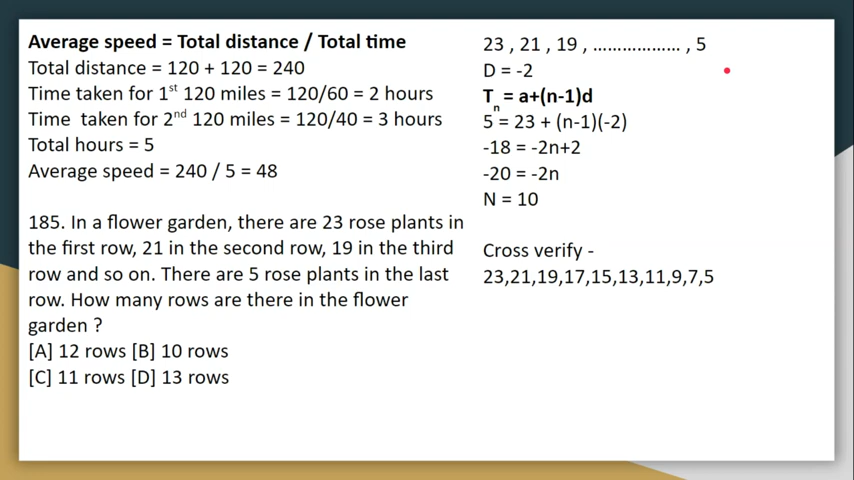 Average speed = Total distance / Total time
Total distance = 120 + 120 = 240
Time taken for 1st 120 miles = 120/60 = 2 hours
Time taken for 2nd 120 miles = 120/40 = 3 hours
Total hours = 5
Average speed = 240 / 5 = 48
185. In a flower garden, there are 23 rose plants in
the first row, 21 in the second row, 19 in the third
row and so on. There are 5 rose plants in the last
row. How many rows are there in the flower
garden ?
[A] 12 rows [B] 10 rows
[C] 11 rows [D] 13 rows
23 , 21 , 19 , ................... , 5
D = -2
Tn = a+(n-1)d
5 = 23 + (n-1)(-2)
-18 = -2n+2
-20 = -2n
N = 10
Cross verify -
23,21,19,17,15,13,11,9,7,5